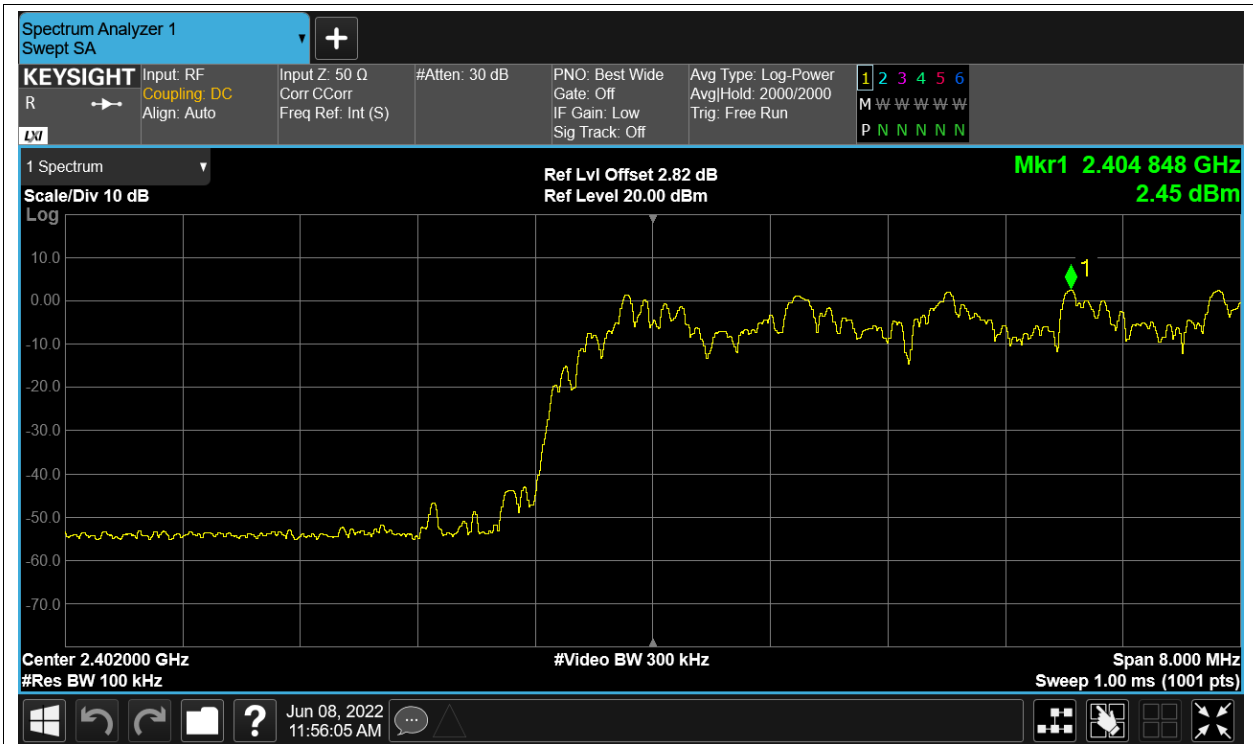 Spectrum Analyzer 1
Swept SA
KEYSIGHT
R
LXI
Input: RF
Coupling: DC
Align: Auto
Input Z: 50 Ω
Corr CCorr
Freq Ref: Int (S)
#Atten: 30 dB
PNO: Best Wide
Gate: Off
IF Gain: Low
Sig Track: Off
Avg Type: Log-Power
Avg|Hold: 2000/2000
Trig: Free Run
1 2 3 4 5 6
M W W W W W
P N N N N N
1 Spectrum
Scale/Div 10 dB
Log
Ref Lvl Offset 2.82 dB
Ref Level 20.00 dBm
Mkr1 2.404 848 GHz
2.45 dBm
10.0
0.00
-10.0
-20.0
-30.0
-40.0
-50.0
-60.0
-70.0
1
Center 2.402000 GHz
#Res BW 100 kHz
#Video BW 300 kHz
Span 8.000 MHz
Sweep 1.00 ms (1001 pts)
?
Jun 08, 2022
11:56:05 AM